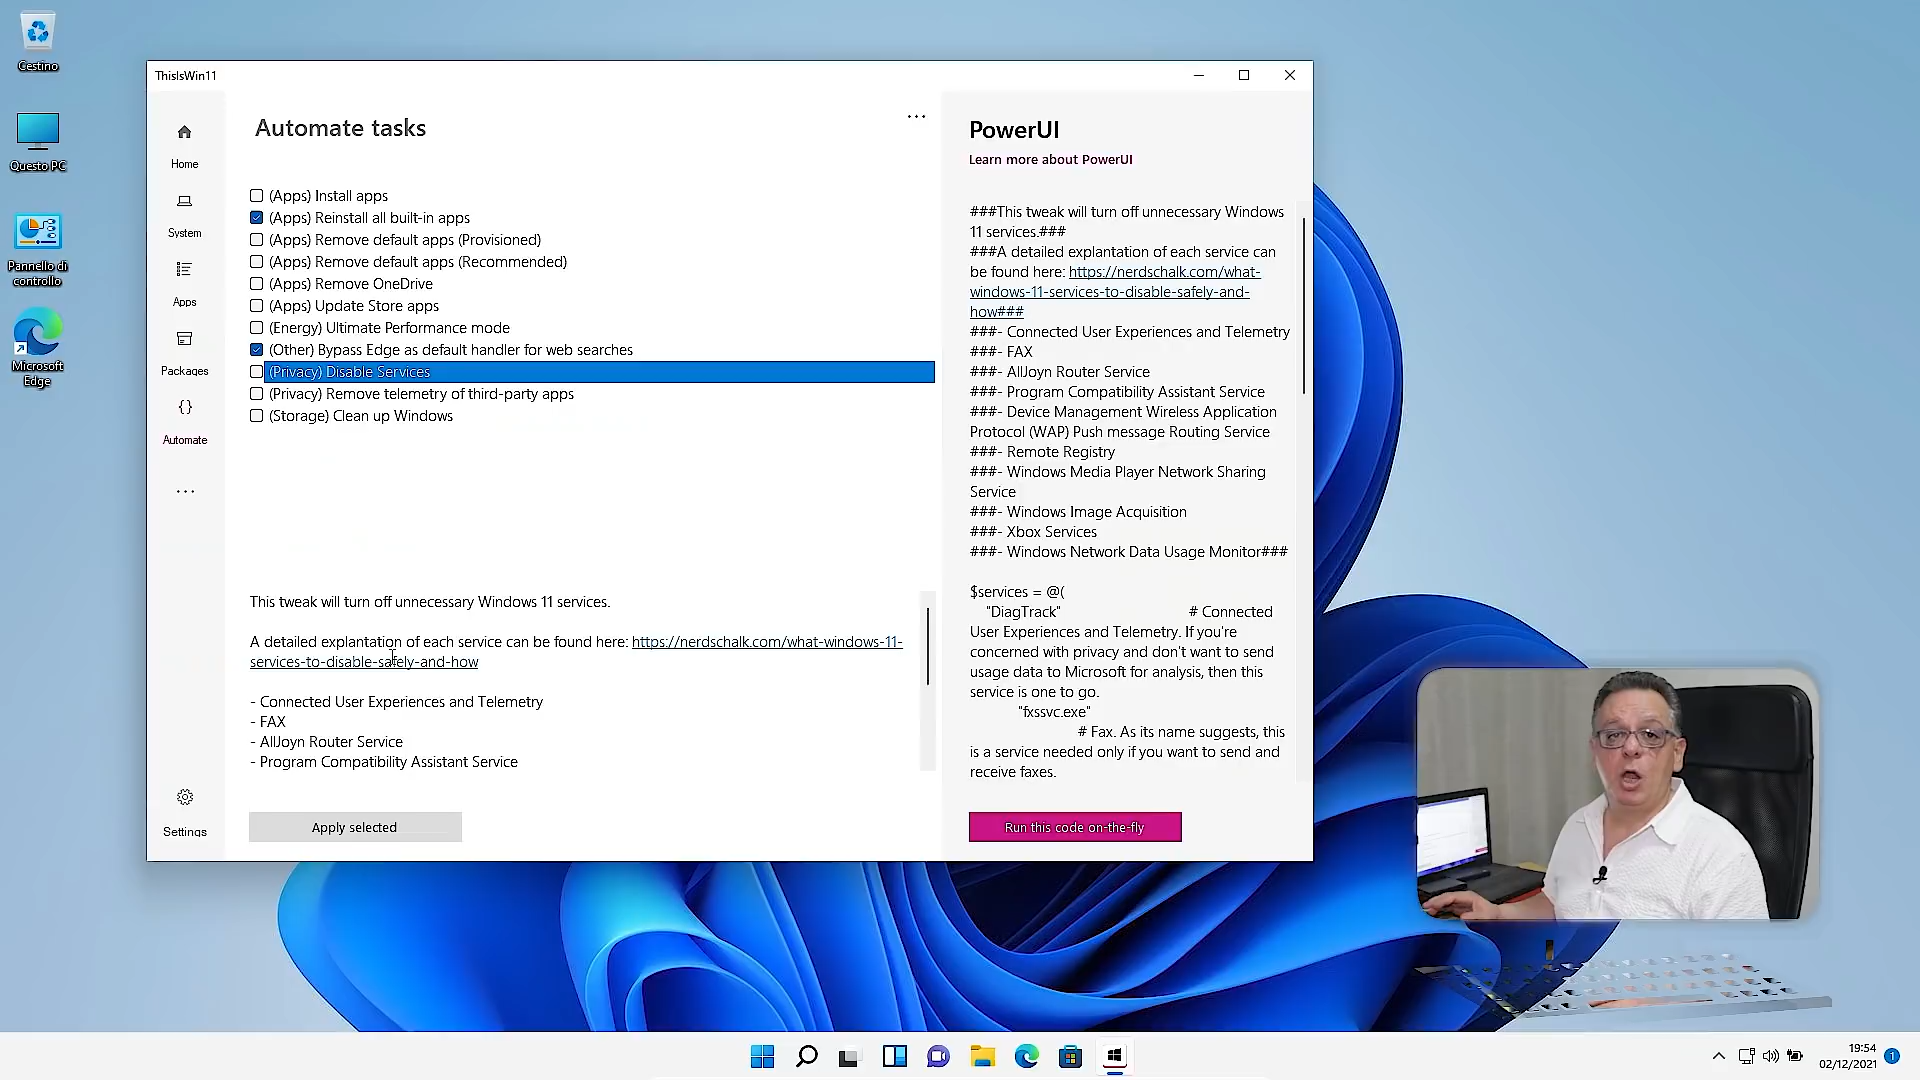 Cestino
Questo PC
Pannello di
controllo
Microsoft
Edge
ThisIsWin11
Home
System
Apps
Packages
Automate
...
Settings
Automate tasks
...
(Apps) Install apps
(Apps) Reinstall all built-in apps
(Apps) Remove default apps (Provisioned)
(Apps) Remove default apps (Recommended)
(Apps) Remove OneDrive
(Apps) Update Store apps
(Energy) Ultimate Performance mode
(Other) Bypass Edge as default handler for web searches
(Privacy) Disable Services
(Privacy) Remove telemetry of third-party apps
(Storage) Clean up Windows
This tweak will turn off unnecessary Windows 11 services.
A detailed explantation of each service can be found here: https://nerdschalk.com/what-windows-11-
services-to-disable-safely-and-how
- Connected User Experiences and Telemetry
- FAX
- AllJoyn Router Service
- Program Compatibility Assistant Service
Apply selected
PowerUI
Learn more about PowerUI
###This tweak will turn off unnecessary Windows
11 services.###
###A detailed explantation of each service can
be found here: https://nerdschalk.com/what-
windows-11-services-to-disable-safely-and-
how###
###- Connected User Experiences and Telemetry
###- FAX
###- AllJoyn Router Service
###- Program Compatibility Assistant Service
###- Device Management Wireless Application
Protocol (WAP) Push message Routing Service
###- Remote Registry
###- Windows Media Player Network Sharing
Service
###- Windows Image Acquisition
###- Xbox Services
###- Windows Network Data Usage Monitor###
$services = @(
"DiagTrack" # Connected
User Experiences and Telemetry. If you're
concerned with privacy and don't want to send
usage data to Microsoft for analysis, then this
service is one to go.
"fxssvc.exe"
# Fax. As its name suggests, this
is a service needed only if you want to send and
receive faxes.
Run this code on-the-fly
19:54
02/12/2021
1